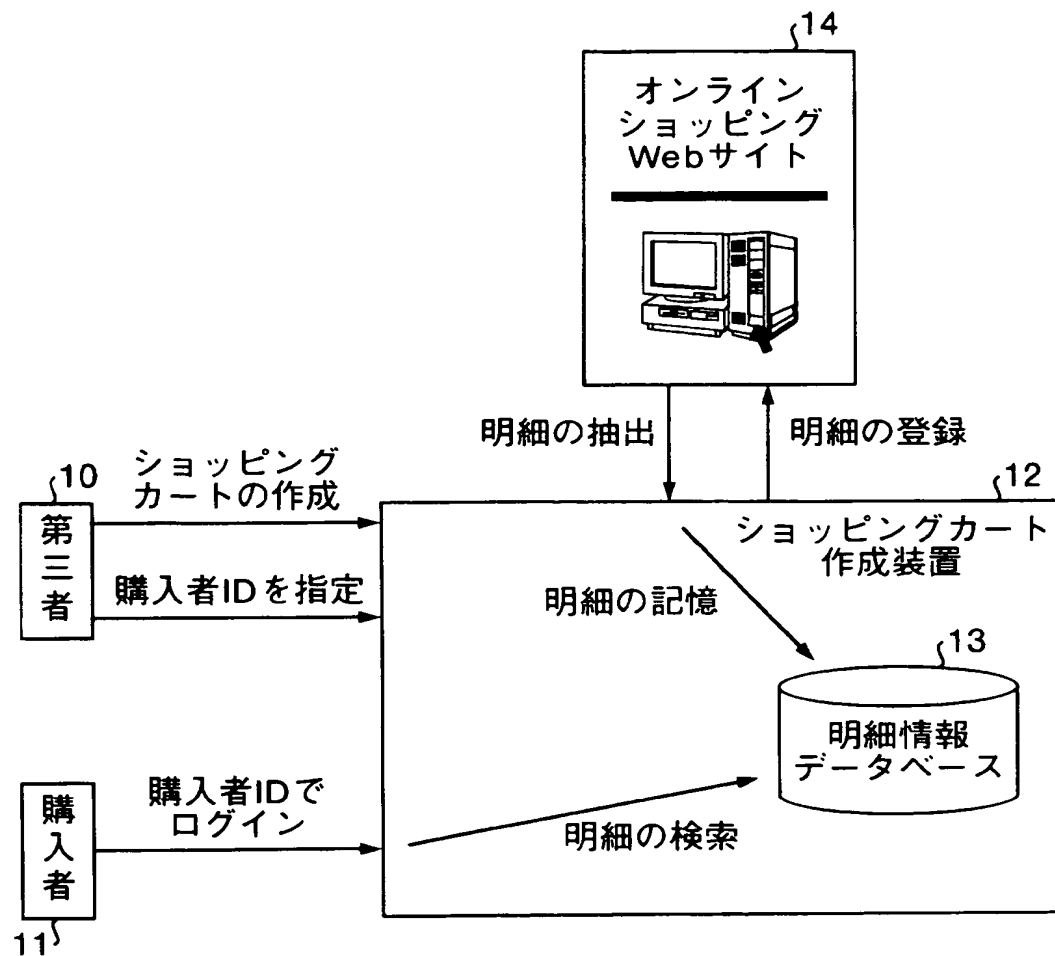 14
オンライン
ショッピング
Webサイト
明細の抽出
明細の登録
10
第三者
ショッピング
カートの作成
購入者IDを指定
12
ショッピングカート
作成装置
明細の記憶
13
明細情報
データベース
購入者
11
購入者IDで
ログイン
明細の検索